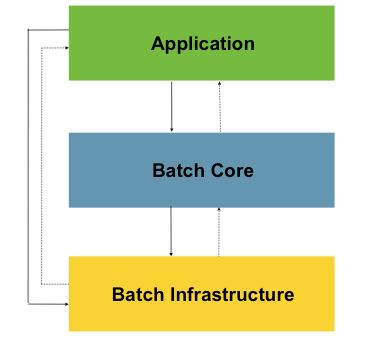 Application
Batch Core
Batch Infrastructure